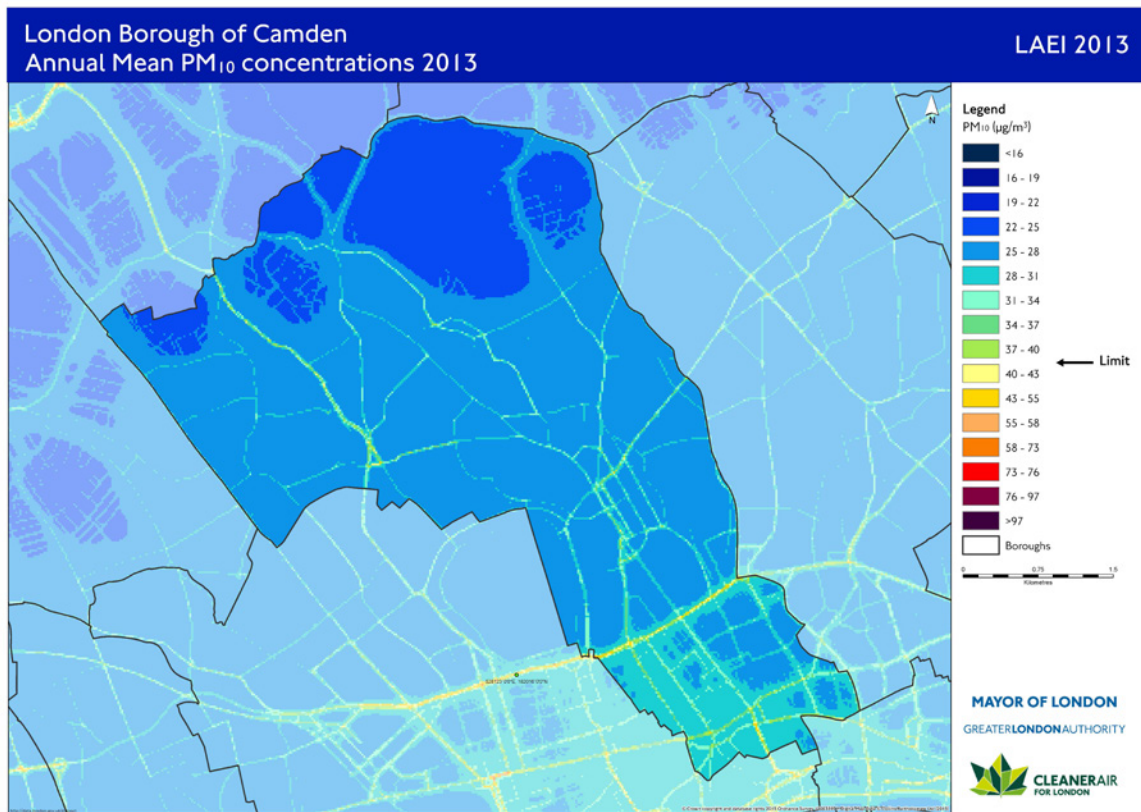 London Borough of Camden
Annual Mean PM₁₀ concentrations 2013
LAEI 2013
N
Legend
PM₁₀ (µg/m³)
<16
16 - 19
19 - 22
22 - 25
25 - 28
28 - 31
31 - 34
34 - 37
37 - 40
40 - 43
43 - 55
55 - 58
58 - 73
73 - 76
76 - 97
>97
Boroughs
Limit
0 0.75 1.5
Kilometres
MAYOR OF LONDON
GREATERLONDONAUTHORITY
CLEANERAIR
FOR LONDON